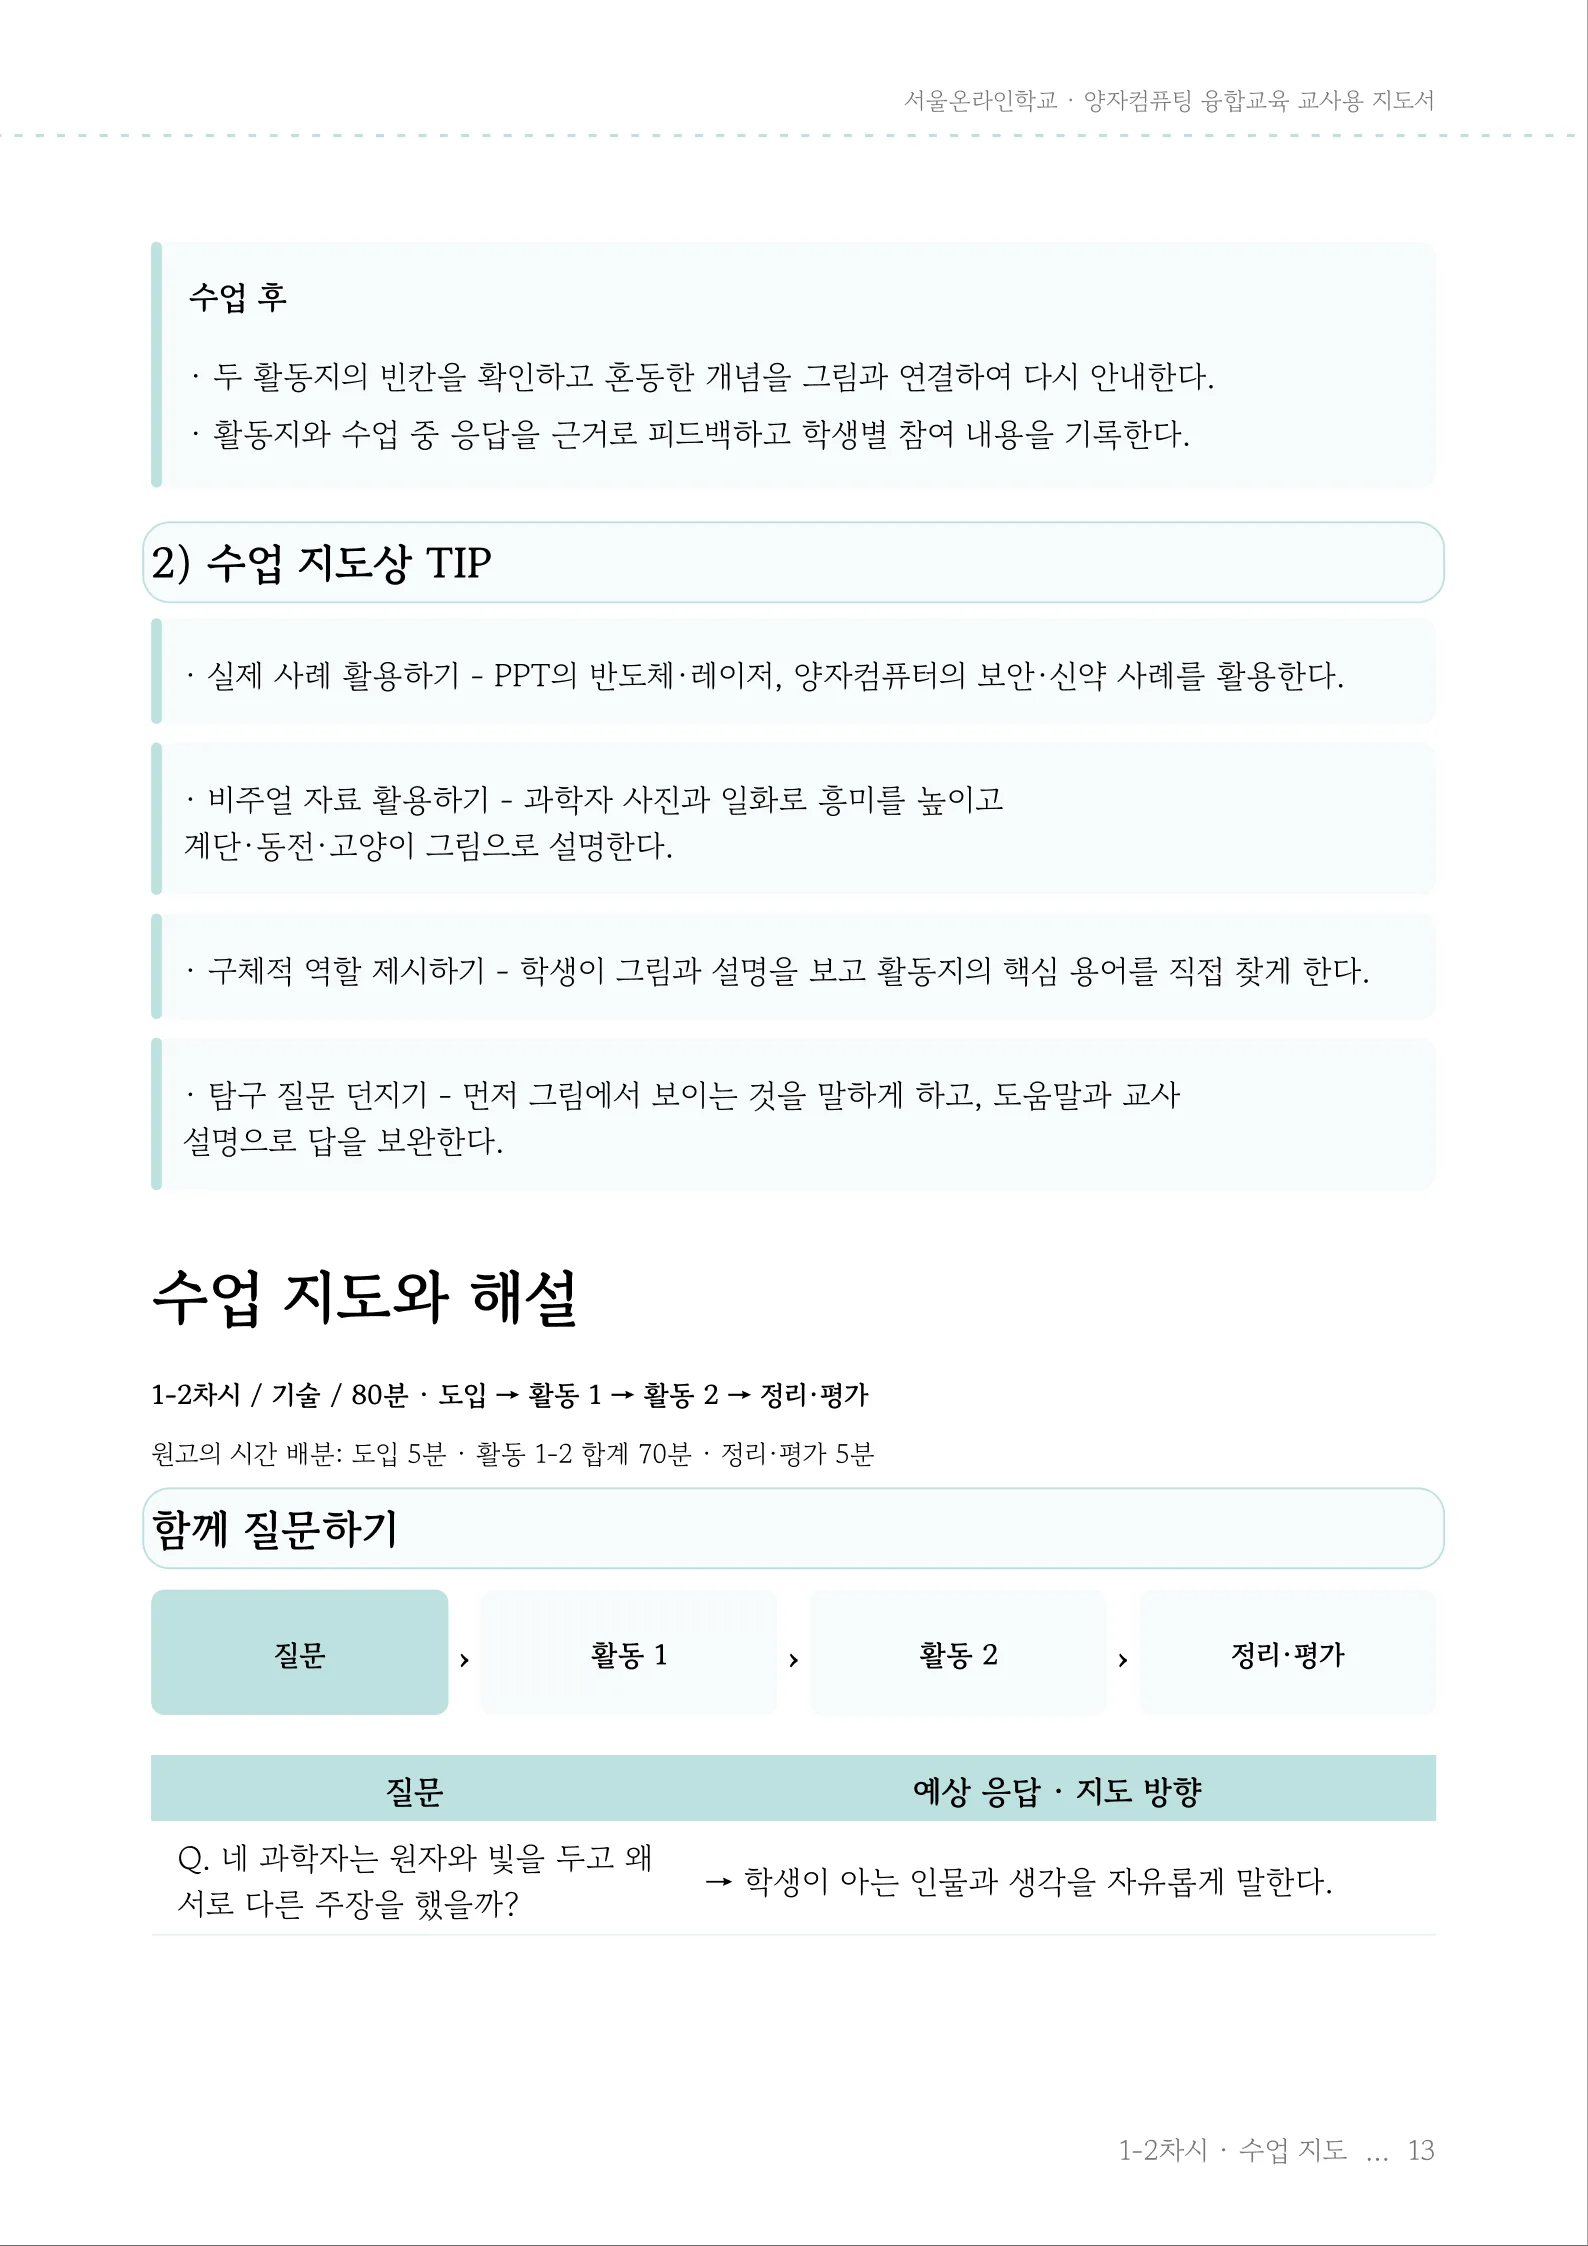 서울온라인학교 · 양자컴퓨팅 융합교육 교사용 지도서
수업 후
· 두 활동지의 빈칸을 확인하고 혼동한 개념을 그림과 연결하여 다시 안내한다.
· 활동지와 수업 중 응답을 근거로 피드백하고 학생별 참여 내용을 기록한다.
2) 수업 지도상 TIP
· 실제 사례 활용하기 - PPT의 반도체·레이저, 양자컴퓨터의 보안·신약 사례를 활용한다.
· 비주얼 자료 활용하기 - 과학자 사진과 일화로 흥미를 높이고
계단·동전·고양이 그림으로 설명한다.
· 구체적 역할 제시하기 - 학생이 그림과 설명을 보고 활동지의 핵심 용어를 직접 찾게 한다.
· 탐구 질문 던지기 - 먼저 그림에서 보이는 것을 말하게 하고, 도움말과 교사
설명으로 답을 보완한다.
수업 지도와 해설
1-2차시 / 기술 / 80분 · 도입 → 활동 1 → 활동 2 → 정리·평가
원고의 시간 배분: 도입 5분 · 활동 1-2 합계 70분 · 정리·평가 5분
함께 질문하기
질문 › 활동 1 › 활동 2 › 정리·평가
질문 예상 응답 · 지도 방향
Q. 네 과학자는 원자와 빛을 두고 왜
서로 다른 주장을 했을까?
→ 학생이 아는 인물과 생각을 자유롭게 말한다.
1-2차시 · 수업 지도 ... 13